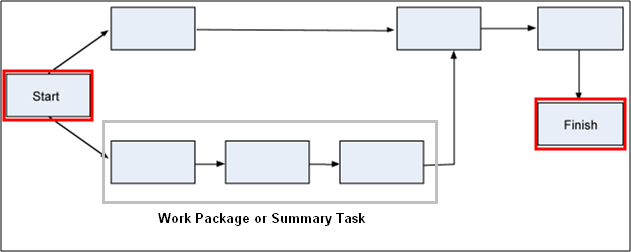 Start
Finish
Work Package or Summary Task